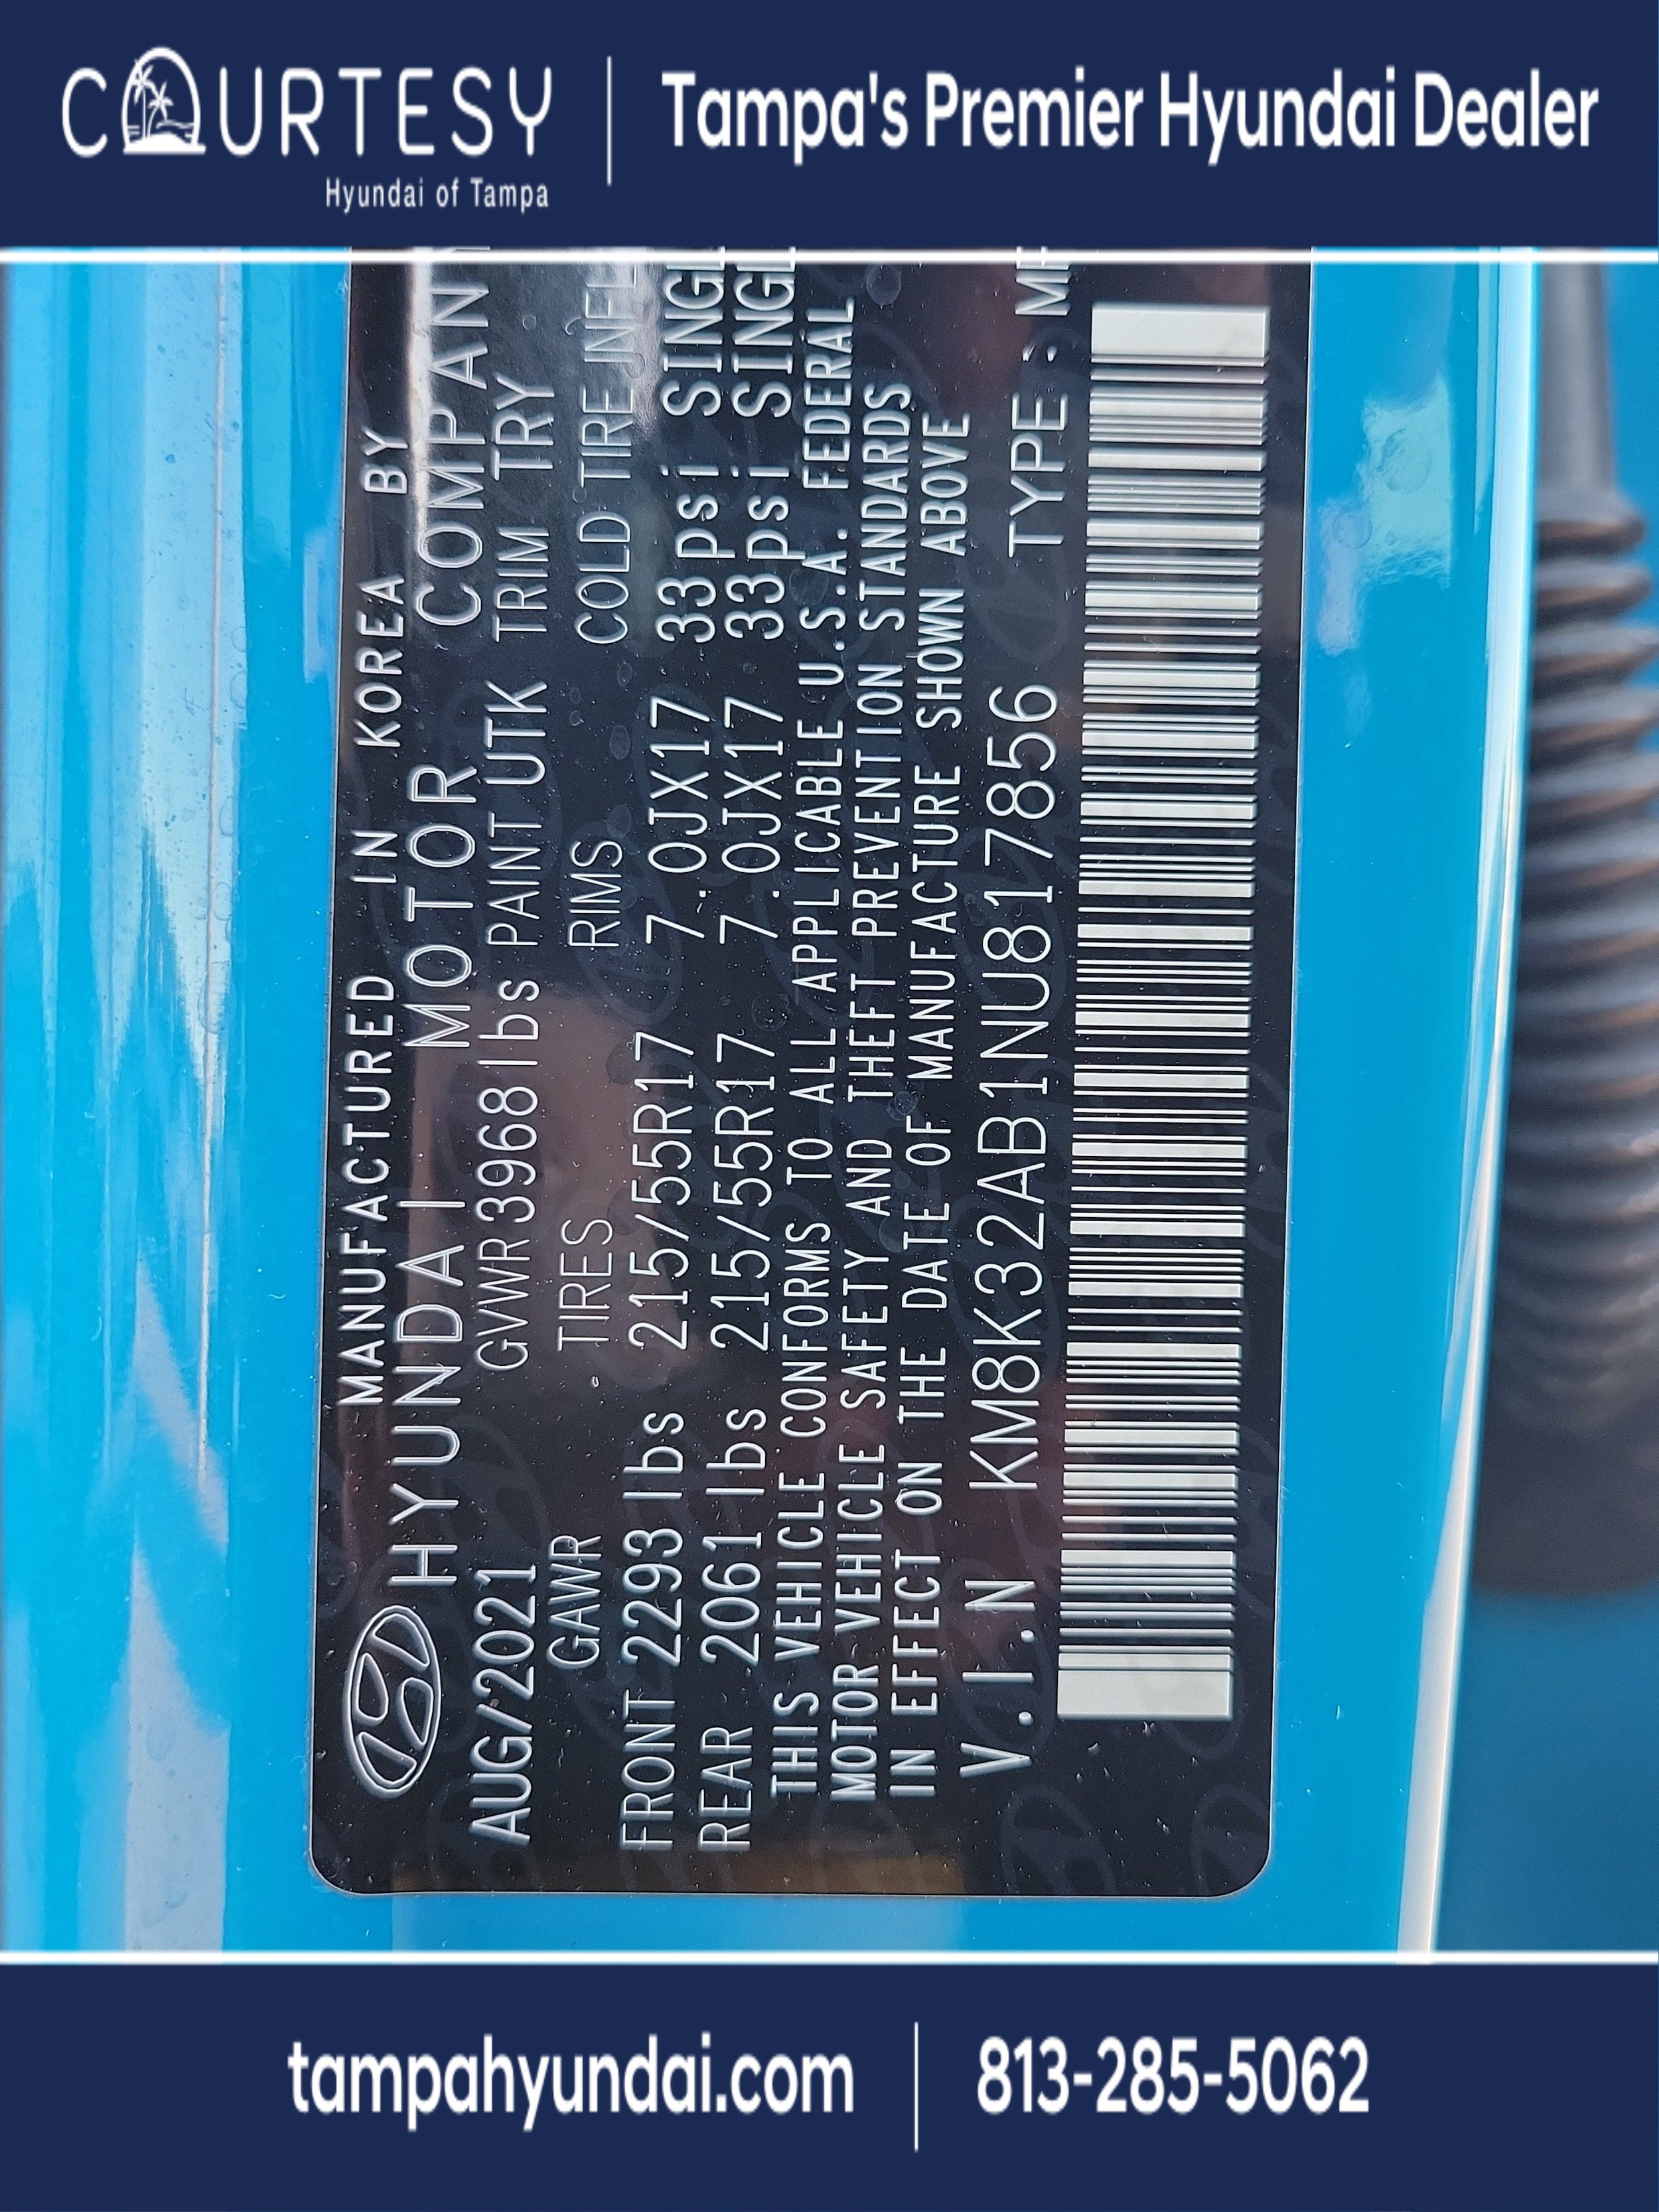 COURTESY
Hyundai of Tampa
Tampa's Premier Hyundai Dealer
MANUFACTURED IN KOREA BY
HYUNDAI MOTOR COMPAN
AUG/2021 GVWR 3968 lbs PAINT UTK TRIM TRY
GAWR TIRES RIMS COLD TIRE INFL
FRONT 2293 lbs 215/55R17 7.0JX17 33psi SINGL
REAR 2061 lbs 215/55R17 7.0JX17 33psi SINGL
THIS VEHICLE CONFORMS TO ALL APPLICABLE U.S.A. FEDERAL
MOTOR VEHICLE SAFETY AND THEFT PREVENTION STANDARDS
IN EFFECT ON THE DATE OF MANUFACTURE SHOWN ABOVE
V.I.N KM8K32AB1NU817856 TYPE :
tampahyundai.com
813-285-5062